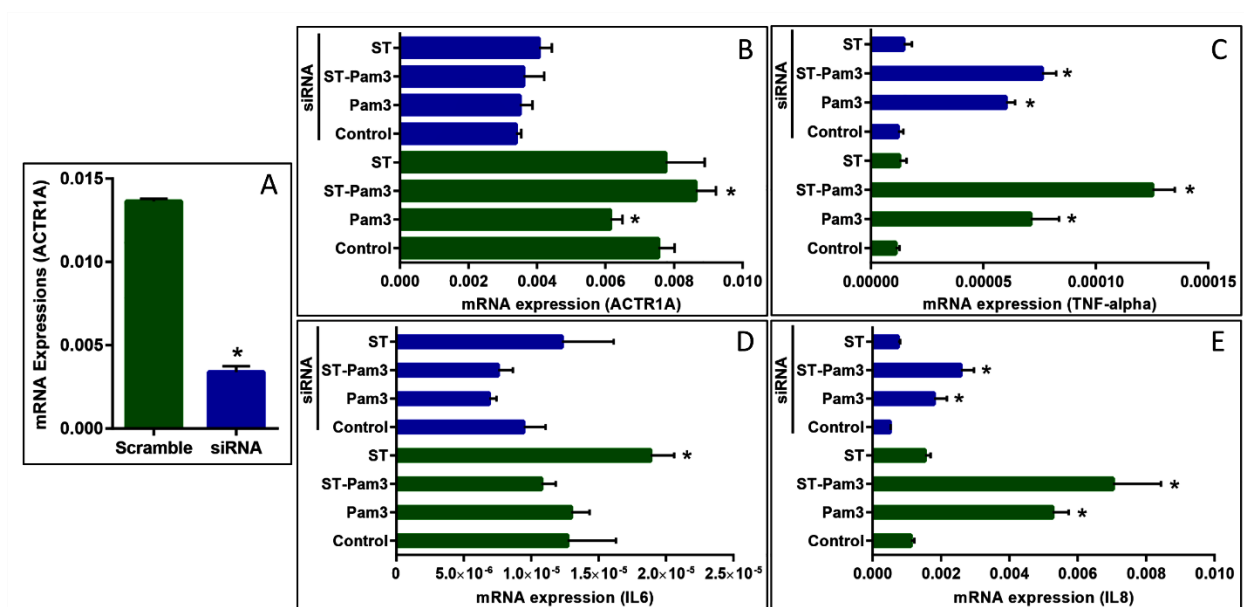 A
mRNA Expressions (ACTR1A)
0.015
0.010
0.005
0.000
*
Scramble siRNA
B
siRNA
ST
ST-Pam3
Pam3
Control
ST
ST-Pam3 *
Pam3 *
Control
0.000 0.002 0.004 0.006 0.008 0.010
mRNA expression (ACTR1A)
C
siRNA
ST
ST-Pam3 *
Pam3 *
Control
ST
ST-Pam3 *
Pam3 *
Control
0.00000 0.00005 0.00010 0.00015
mRNA expression (TNF-alpha)
D
siRNA
ST
ST-Pam3
Pam3
Control
ST *
ST-Pam3
Pam3
Control
0 5.0×10⁻⁶ 1.0×10⁻⁵ 1.5×10⁻⁵ 2.0×10⁻⁵ 2.5×10⁻⁵
mRNA expression (IL6)
E
siRNA
ST
ST-Pam3 *
Pam3 *
Control
ST
ST-Pam3 *
Pam3 *
Control
0.000 0.002 0.004 0.006 0.008 0.010
mRNA expression (IL8)